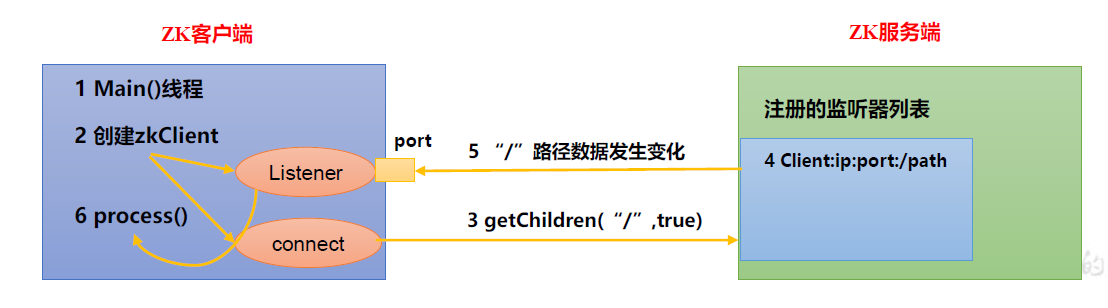 ZK客户端
ZK服务端
1 Main()线程
2 创建zkClient
port
Listener
6 process()
connect
5 “/”路径数据发生变化
3 getChildren(“/”,true)
注册的监听器列表
4 Client:ip:port:/path
的